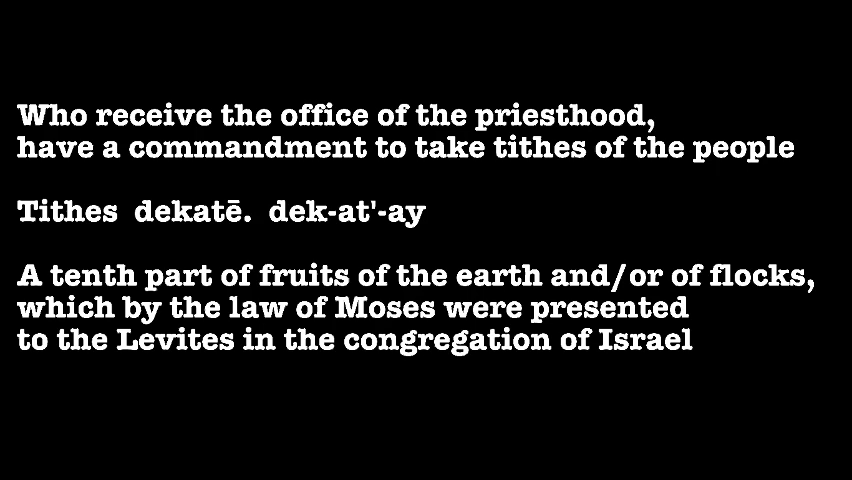 Who receive the office of the priesthood,
have a commandment to take tithes of the people
Tithes dekatē. dek-at'-ay
A tenth part of fruits of the earth and/or of flocks,
which by the law of Moses were presented
to the Levites in the congregation of Israel